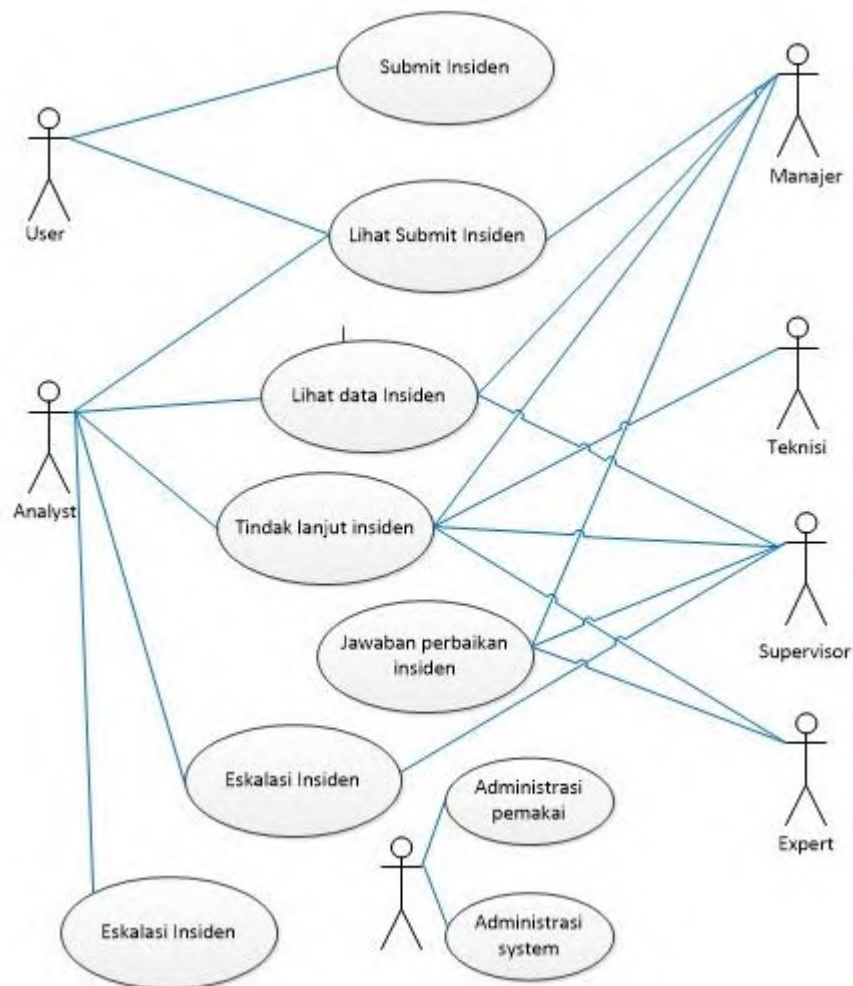 Submit Insiden
Manajer
User
Lihat Submit Insiden
Lihat data Insiden
Teknisi
Analyst
Tindak lanjut insiden
Jawaban perbaikan
insiden
Supervisor
Eskalasi Insiden
Administrasi
pemakai
Expert
Eskalasi Insiden
Administrasi
system